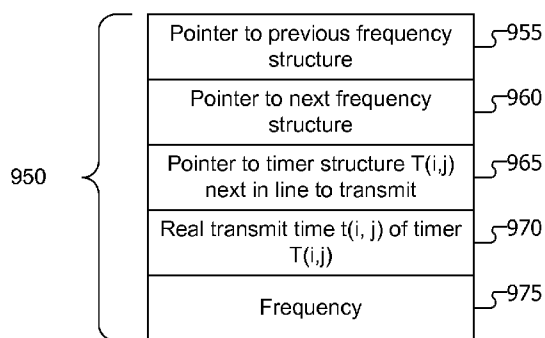 Pointer to previous frequency
structure
955
Pointer to next frequency
structure
960
950
Pointer to timer structure T(i,j)
next in line to transmit
965
Real transmit time t(i, j) of timer
T(i,j)
970
Frequency
975